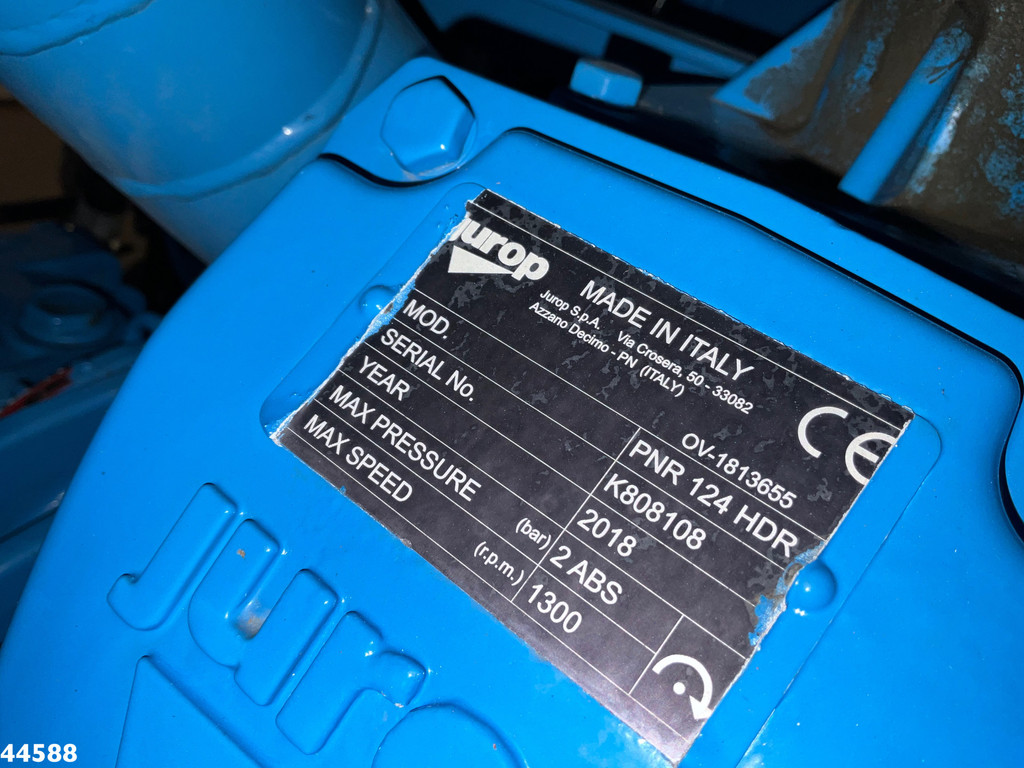 Jurop
MADE IN ITALY
Jurop S.p.A. Via Crosera, 50 - 33082
Azzano Decimo - PN (ITALY)
CE
OV-1813655
MOD. PNR 124 HDR
SERIAL No. K808108
YEAR 2018
MAX PRESSURE (bar) 2 ABS
MAX SPEED (r.p.m.) 1300
Juro
44588